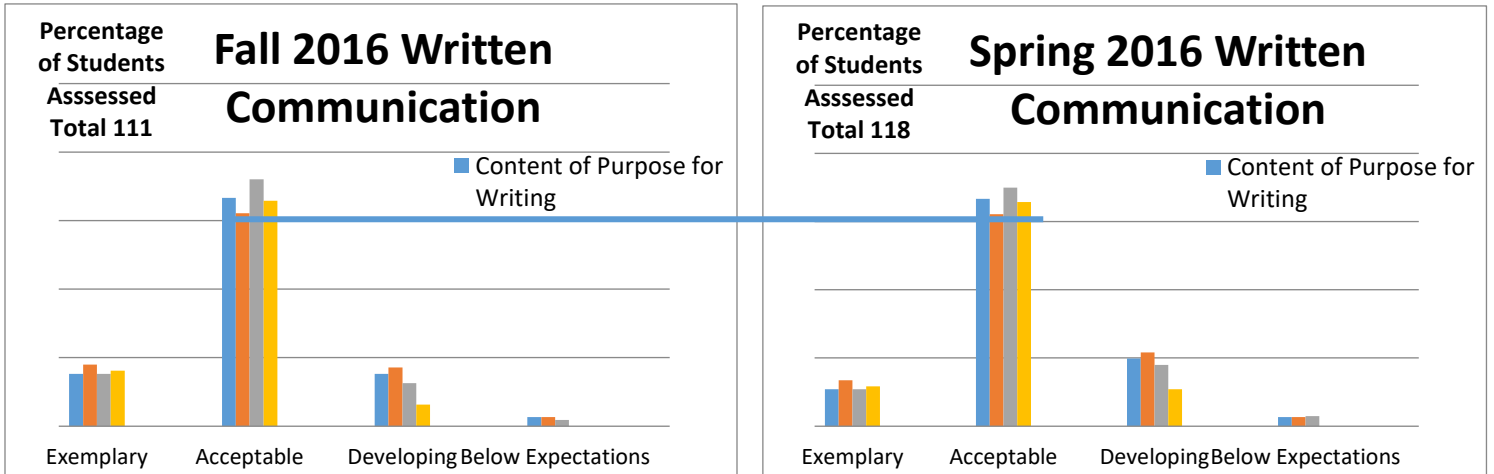 Percentage
of Students
Asssessed
Total 111
Fall 2016 Written
Communication
Content of Purpose for
Writing
Exemplary
Acceptable
Developing
Below Expectations
Percentage
of Students
Asssessed
Total 118
Spring 2016 Written
Communication
Content of Purpose for
Writing
Exemplary
Acceptable
Developing
Below Expectations